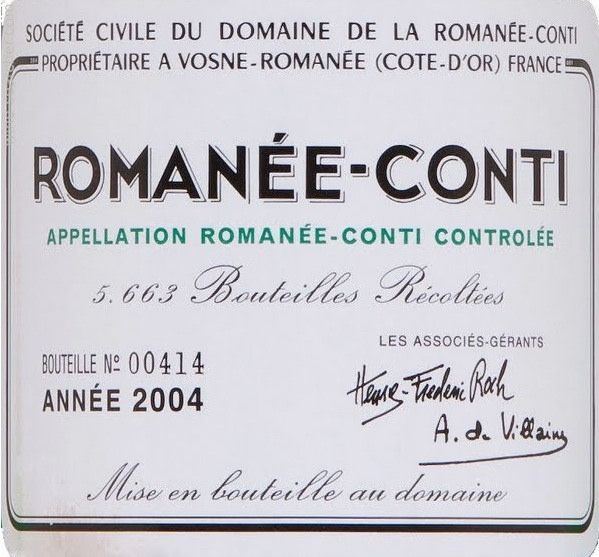 SOCIÉTÉ CIVILE DU DOMAINE DE LA ROMANÉE-CONTI
PROPRIÉTAIRE A VOSNE-ROMANÉE (COTE-D'OR) FRANCE
ROMANÉE-CONTI
APPELLATION ROMANÉE-CONTI CONTROLÉE
5.663 Bouteilles Récoltées
LES ASSOCIÉS-GÉRANTS
BOUTEILLE Nº 00414
ANNÉE 2004
Henry-Frédéric Roch
A. de Villaine
Mise en bouteille au domaine